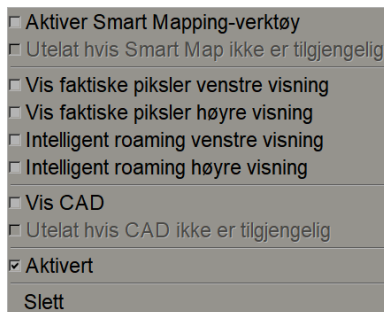 Aktiver Smart Mapping-verktøy
Utelat hvis Smart Map ikke er tilgjengelig
Vis faktiske piksler venstre visning
Vis faktiske piksler høyre visning
Intelligent roaming venstre visning
Intelligent roaming høyre visning
Vis CAD
Utelat hvis CAD ikke er tilgjengelig
Aktivert
Slett